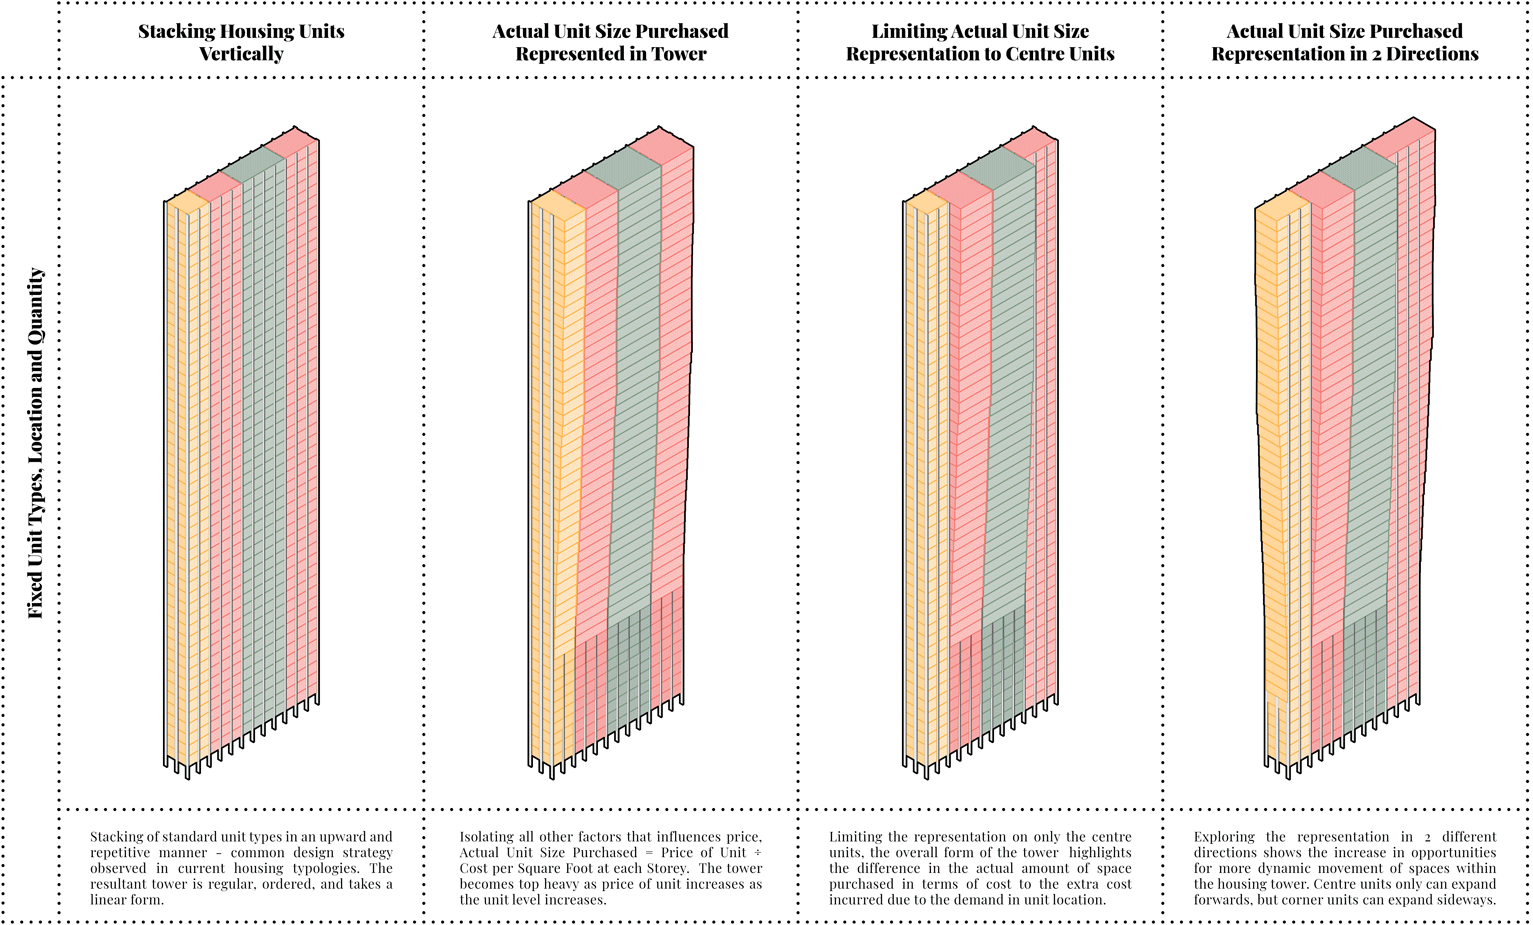 Stacking Housing Units
Vertically
Actual Unit Size Purchased
Represented in Tower
Limiting Actual Unit Size
Representation to Centre Units
Actual Unit Size Purchased
Representation in 2 Directions
Fixed Unit Types, Location and Quantity
Stacking of standard unit types in an upward and
repetitive manner - common design strategy
observed in current housing typologies. The
resultant tower is regular, ordered, and takes a
linear form.
Isolating all other factors that influences price,
Actual Unit Size Purchased = Price of Unit ÷
Cost per Square Foot at each Storey. The tower
becomes top heavy as price of unit increases as
the unit level increases.
Limiting the representation on only the centre
units, the overall form of the tower highlights
the difference in the actual amount of space
purchased in terms of cost to the extra cost
incurred due to the demand in unit location.
Exploring the representation in 2 different
directions shows the increase in opportunities
for more dynamic movement of spaces within
the housing tower. Centre units only can expand
forwards, but corner units can expand sideways.